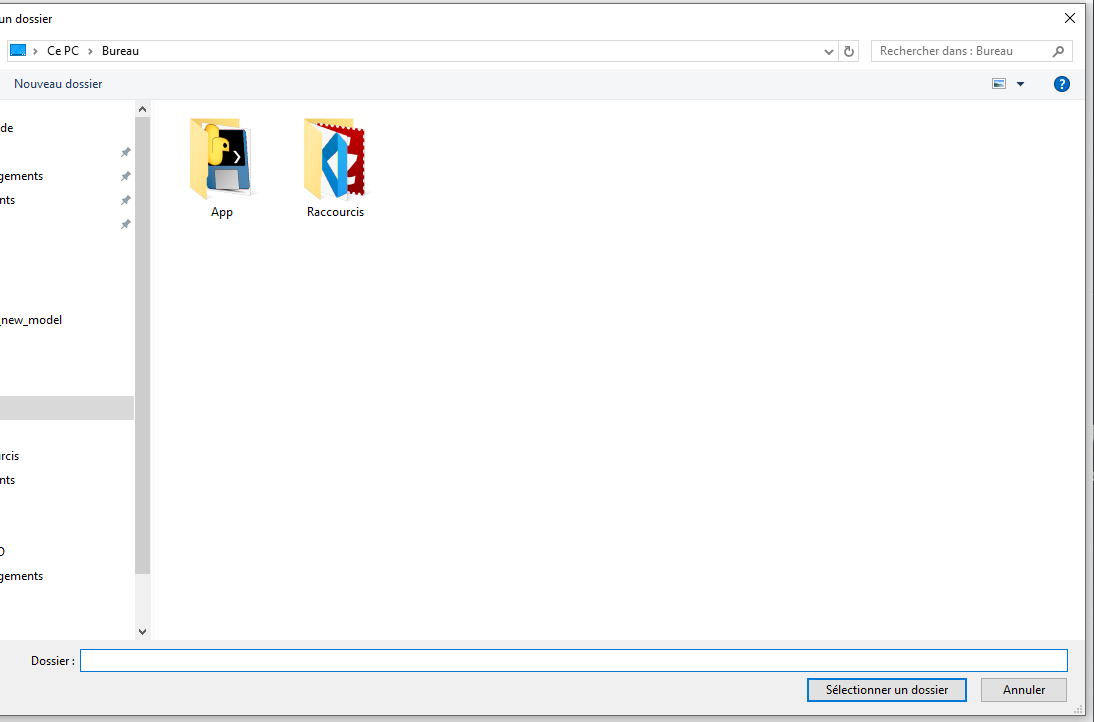 un dossier
Ce PC > Bureau
Rechercher dans : Bureau
Nouveau dossier
de
gements
nts
_new_model
rcis
nts
gements
App
Raccourcis
Dossier :
Sélectionner un dossier
Annuler